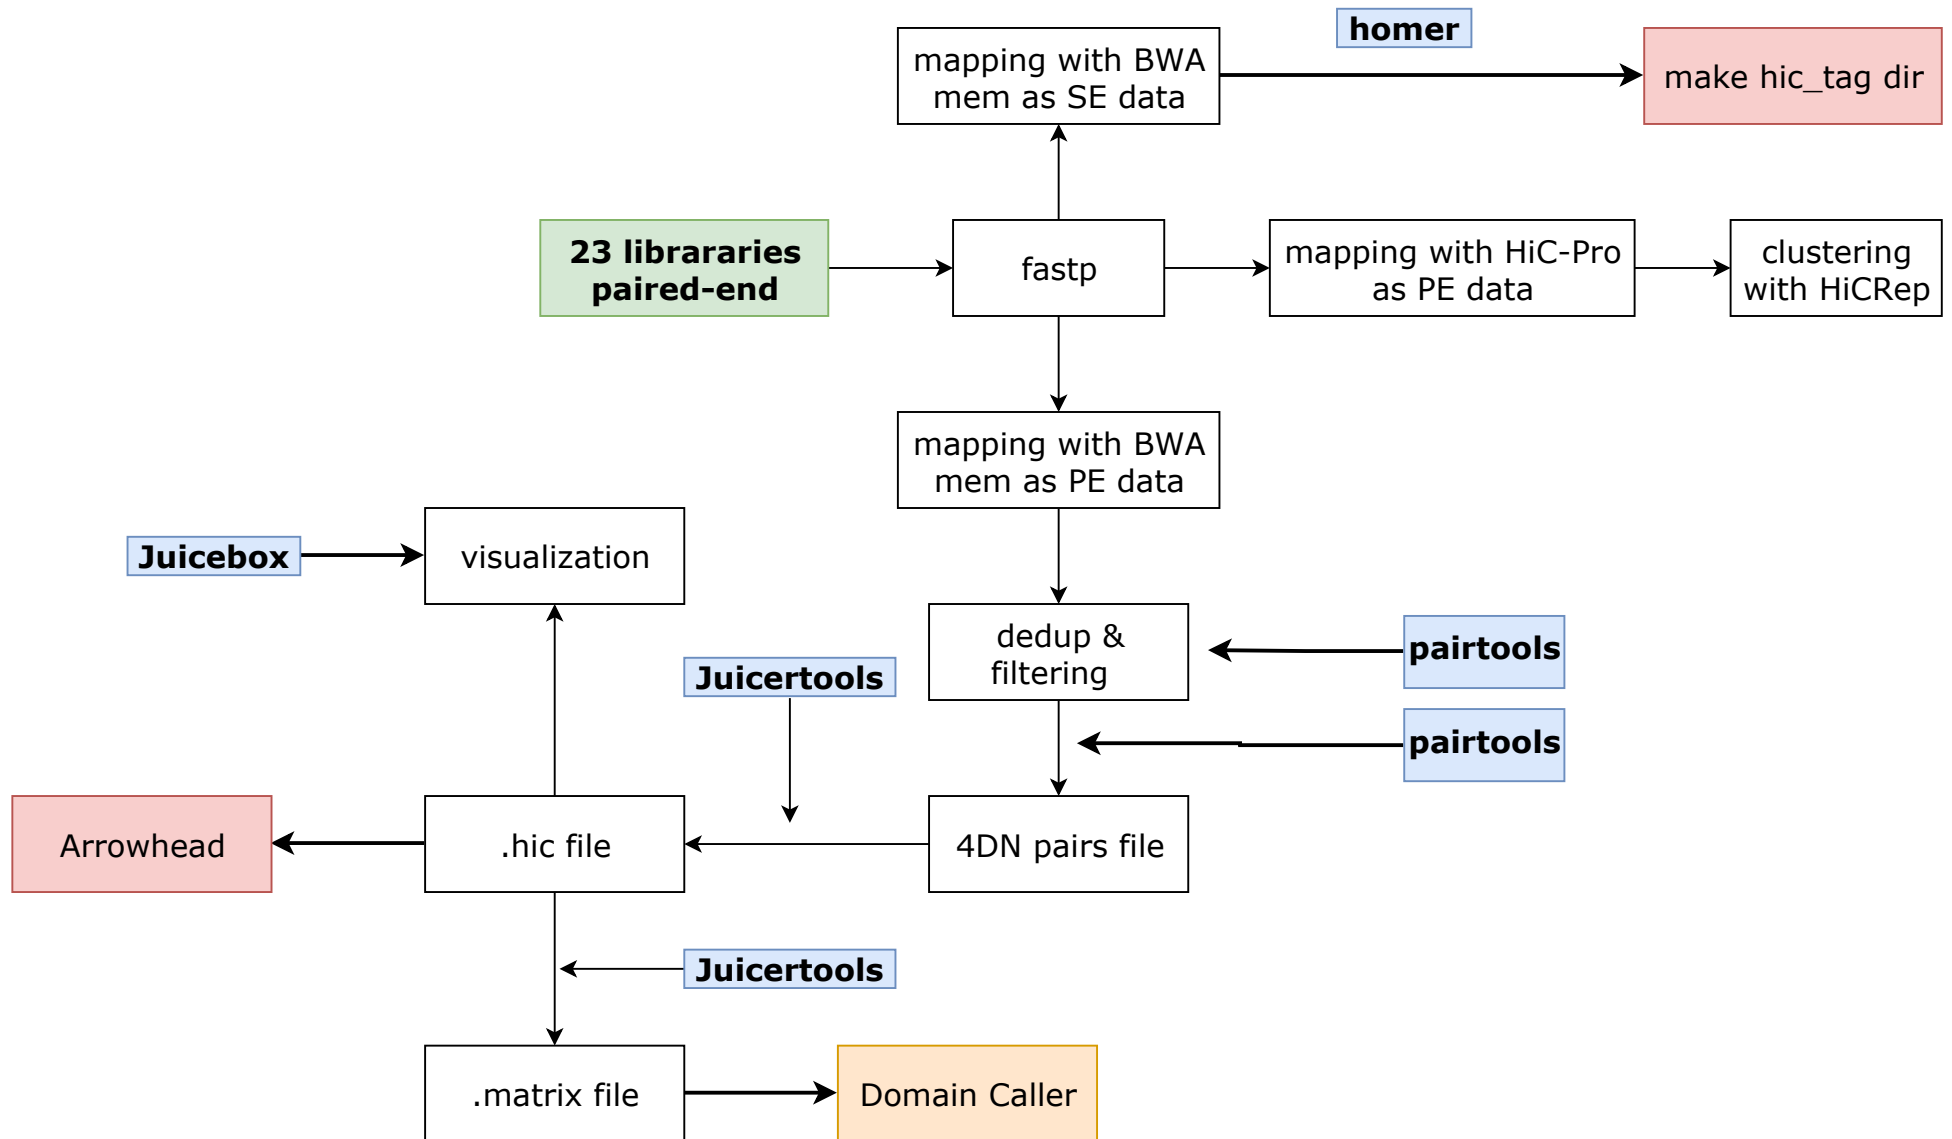 homer
mapping with BWA
mem as SE data
make hic_tag dir
23 librararies
paired-end
fastp
mapping with HiC-Pro
as PE data
clustering
with HiCRep
mapping with BWA
mem as PE data
Juicebox
visualization
dedup &
filtering
pairtools
Juicertools
pairtools
Arrowhead
.hic file
4DN pairs file
Juicertools
.matrix file
Domain Caller